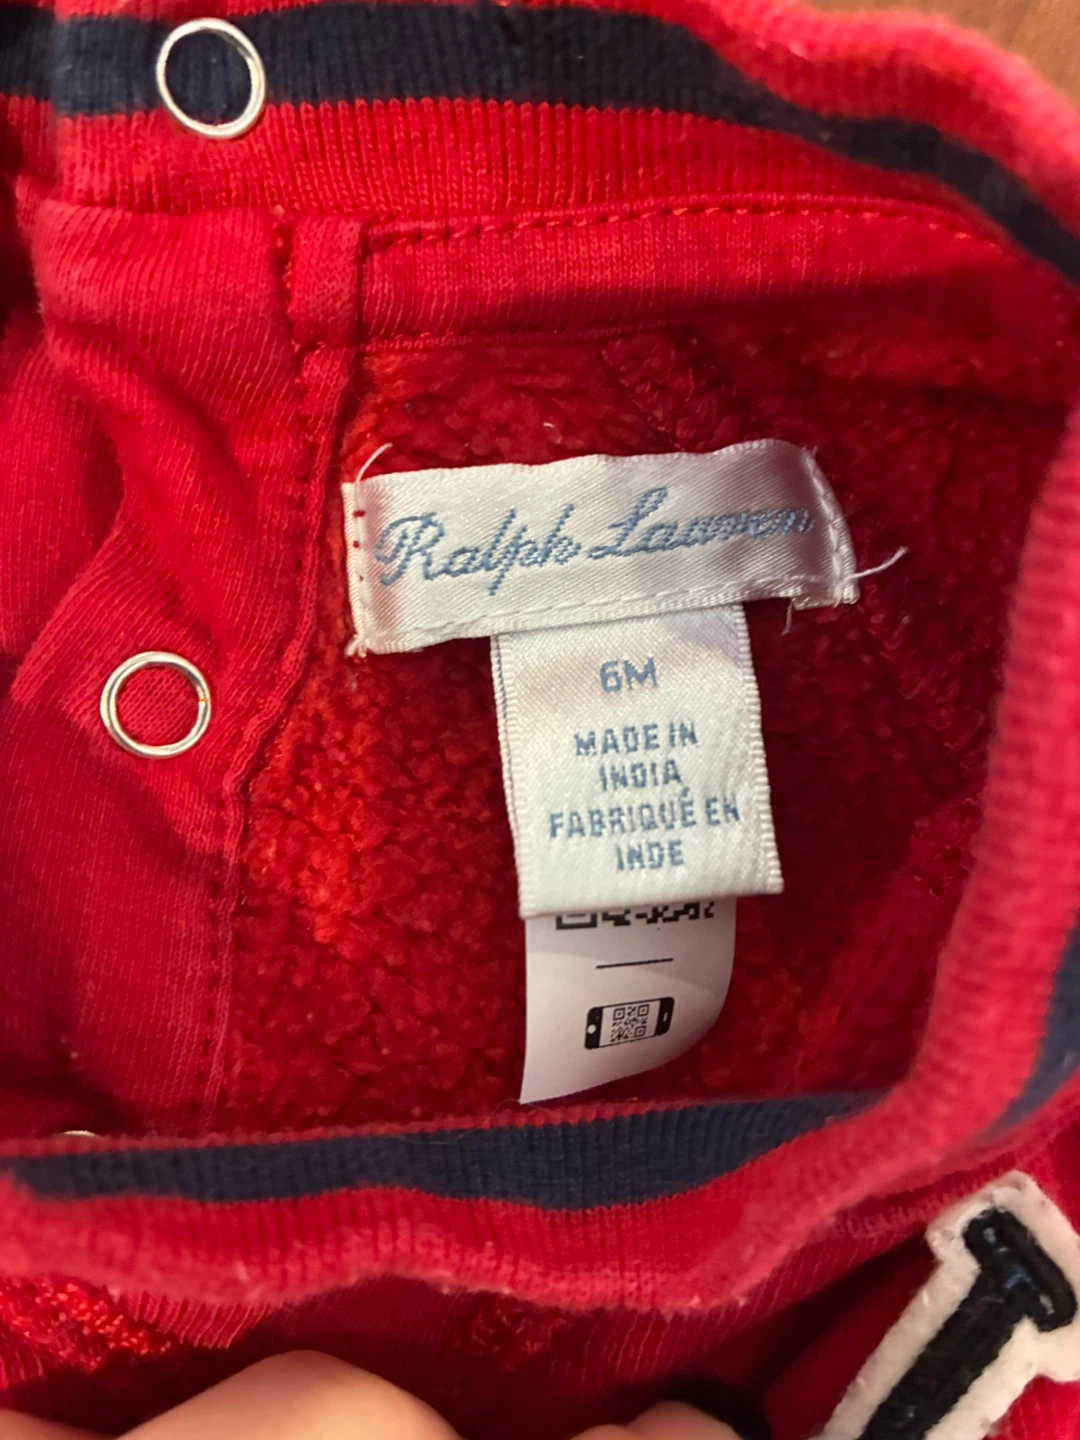 Ralph Lauren
6M
MADE IN
INDIA
FABRIQUÉ EN
INDE